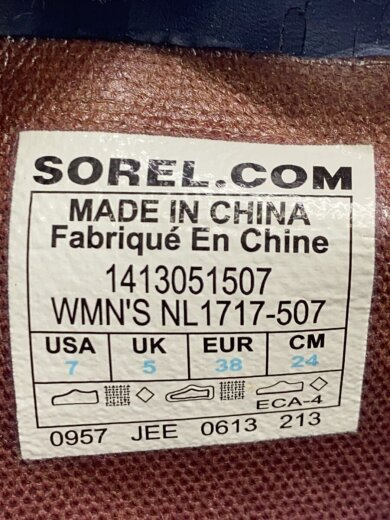 SOREL.COM
MADE IN CHINA
Fabriqué En Chine
1413051507
WMN'S NL1717-507
USA UK EUR CM
7 5 38 24
ECA-4
0957 JEE 0613 213